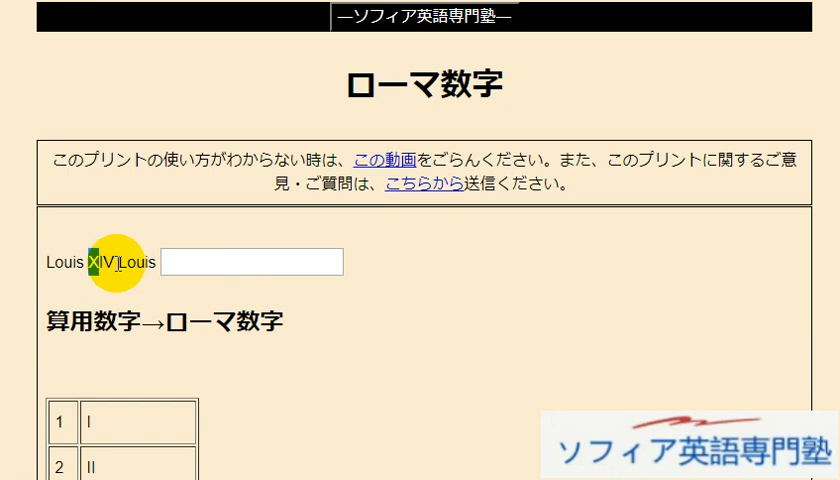 ―ソフィア英語専門塾―
ローマ数字
このプリントの使い方がわからない時は、この動画をごらんください。また、このプリントに関するご意
見・ご質問は、こちらから送信ください。
Louis XIV Louis
算用数字→ローマ数字
1 I
2 II
ソフィア英語専門塾